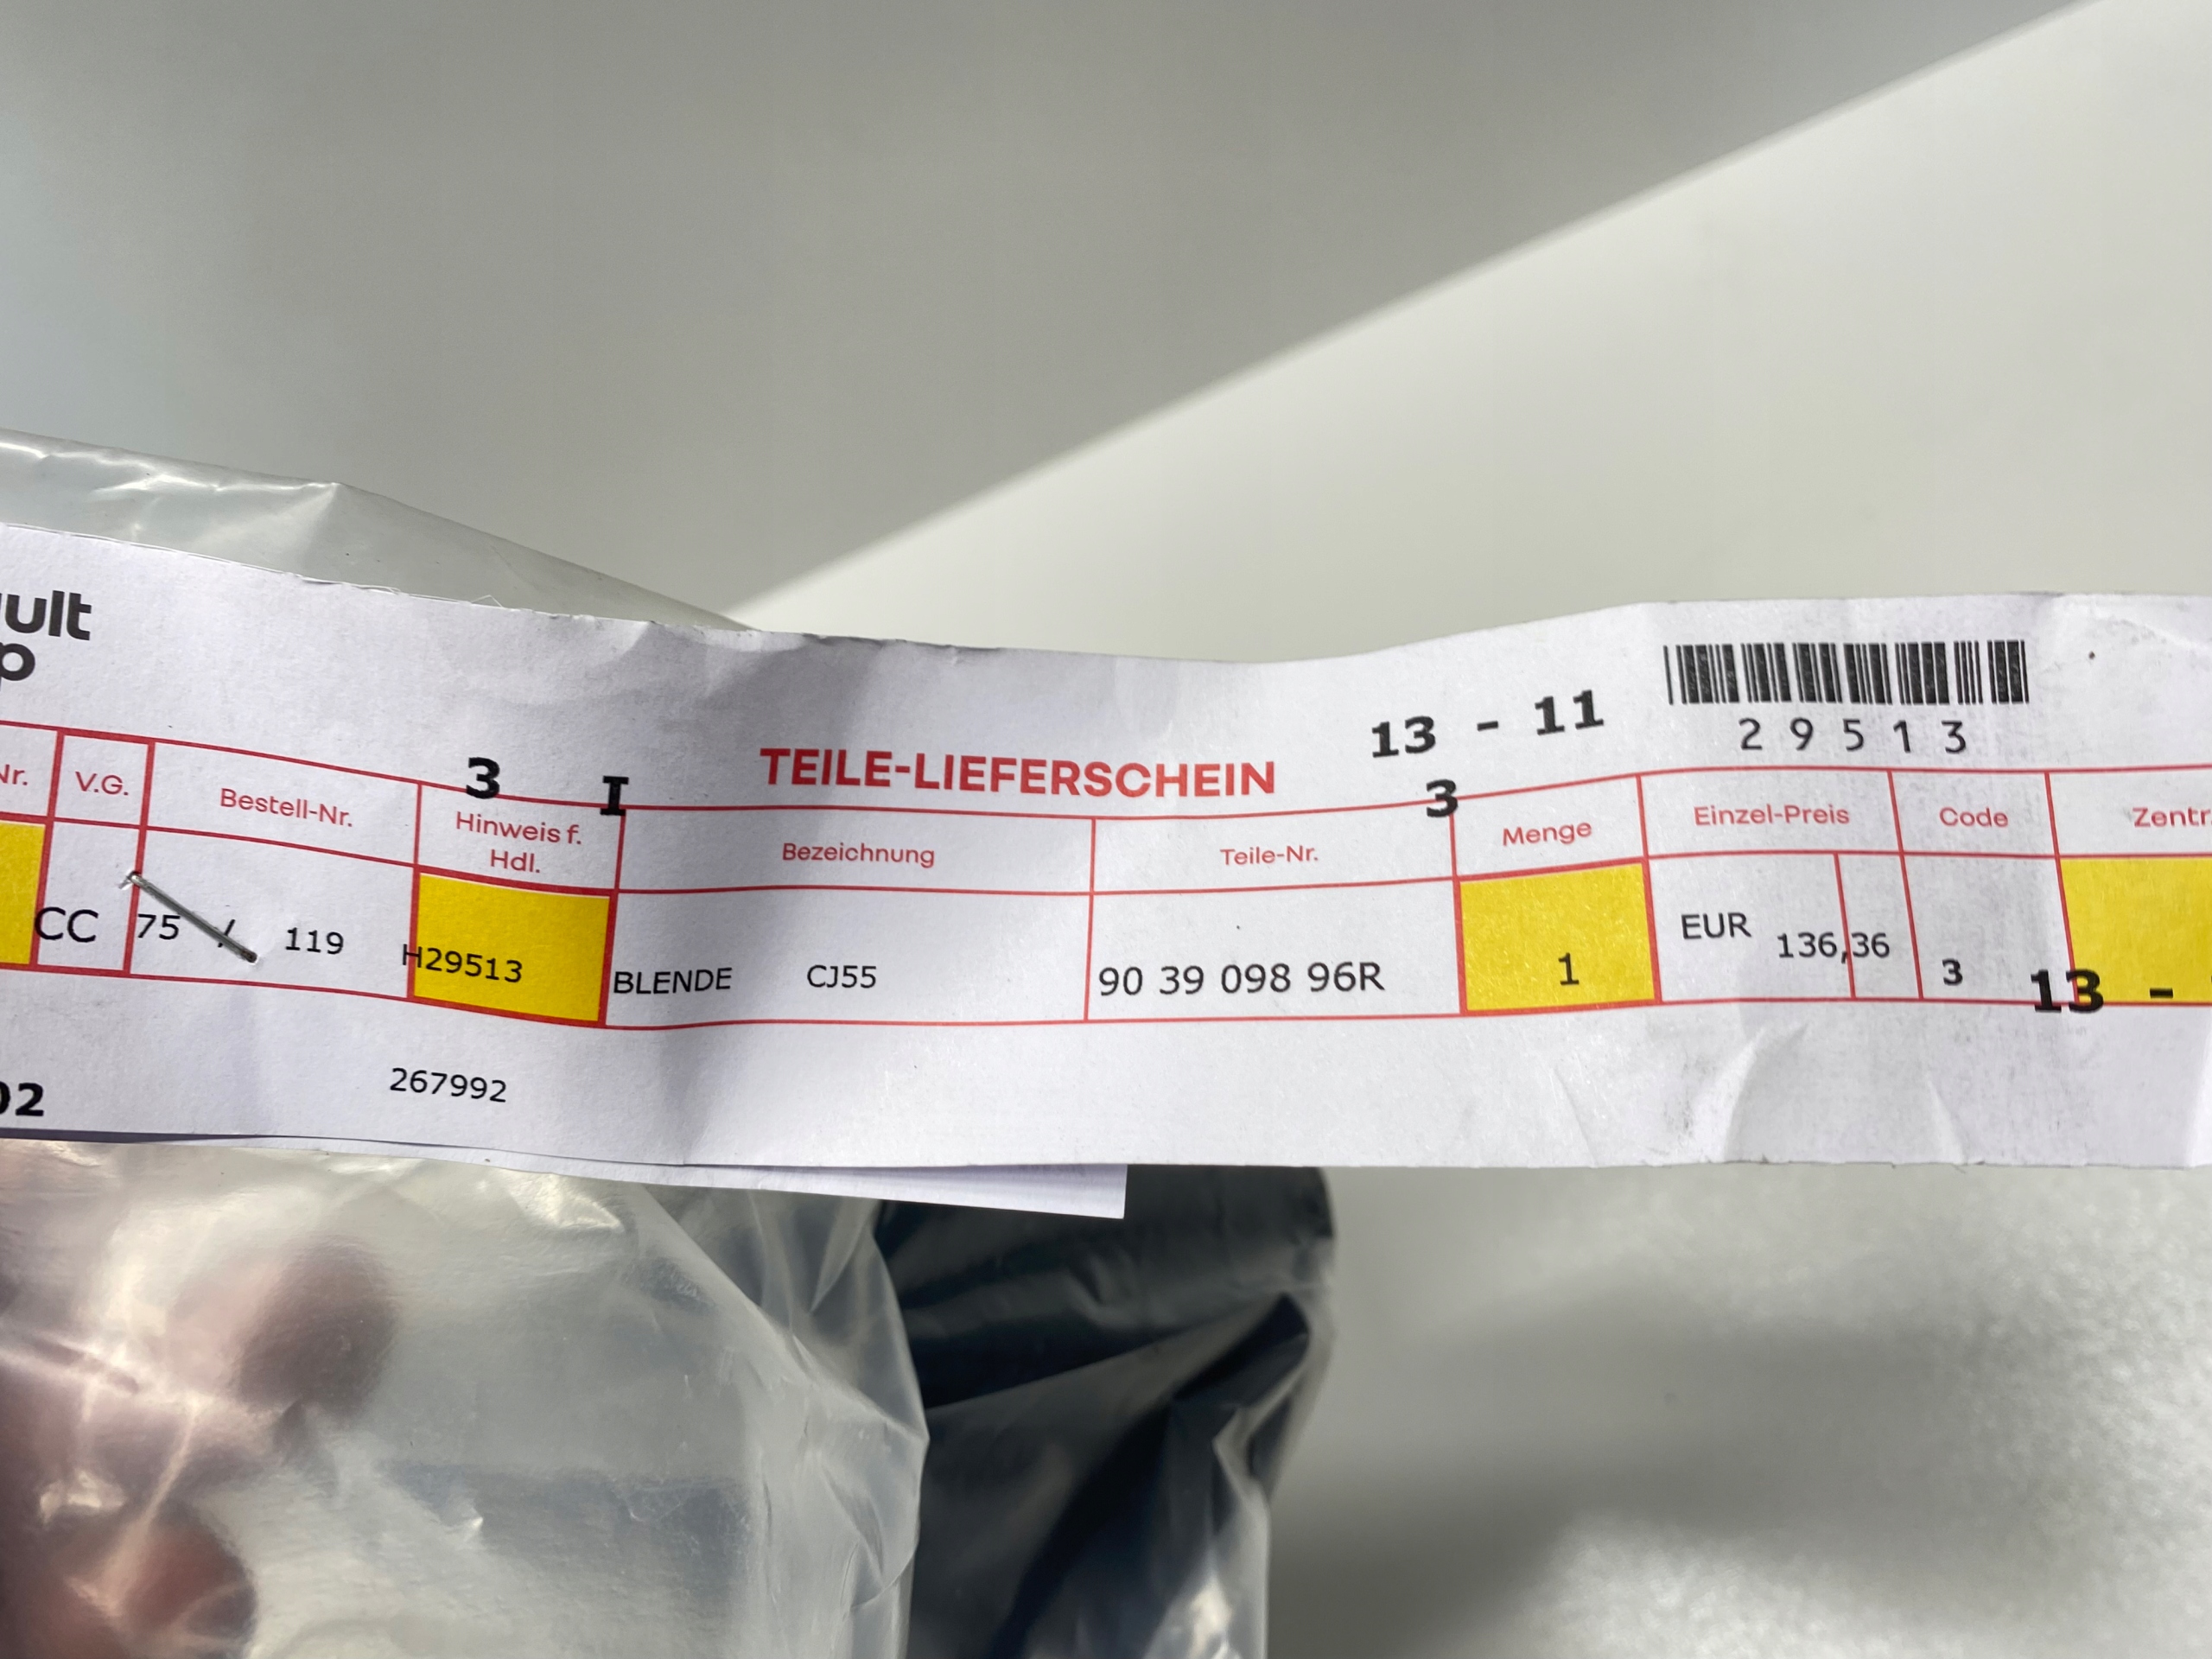 ult
p
13 - 11
29513
3 I TEILE-LIEFERSCHEIN 3
Nr. V.G. Bestell-Nr. Hinweis f. Hdl. Bezeichnung Teile-Nr. Menge Einzel-Preis Code Zentr
CC 75 / 119 H29513 BLENDE CJ55 90 39 098 96R 1 EUR 136,36 3 13 -
02 267992